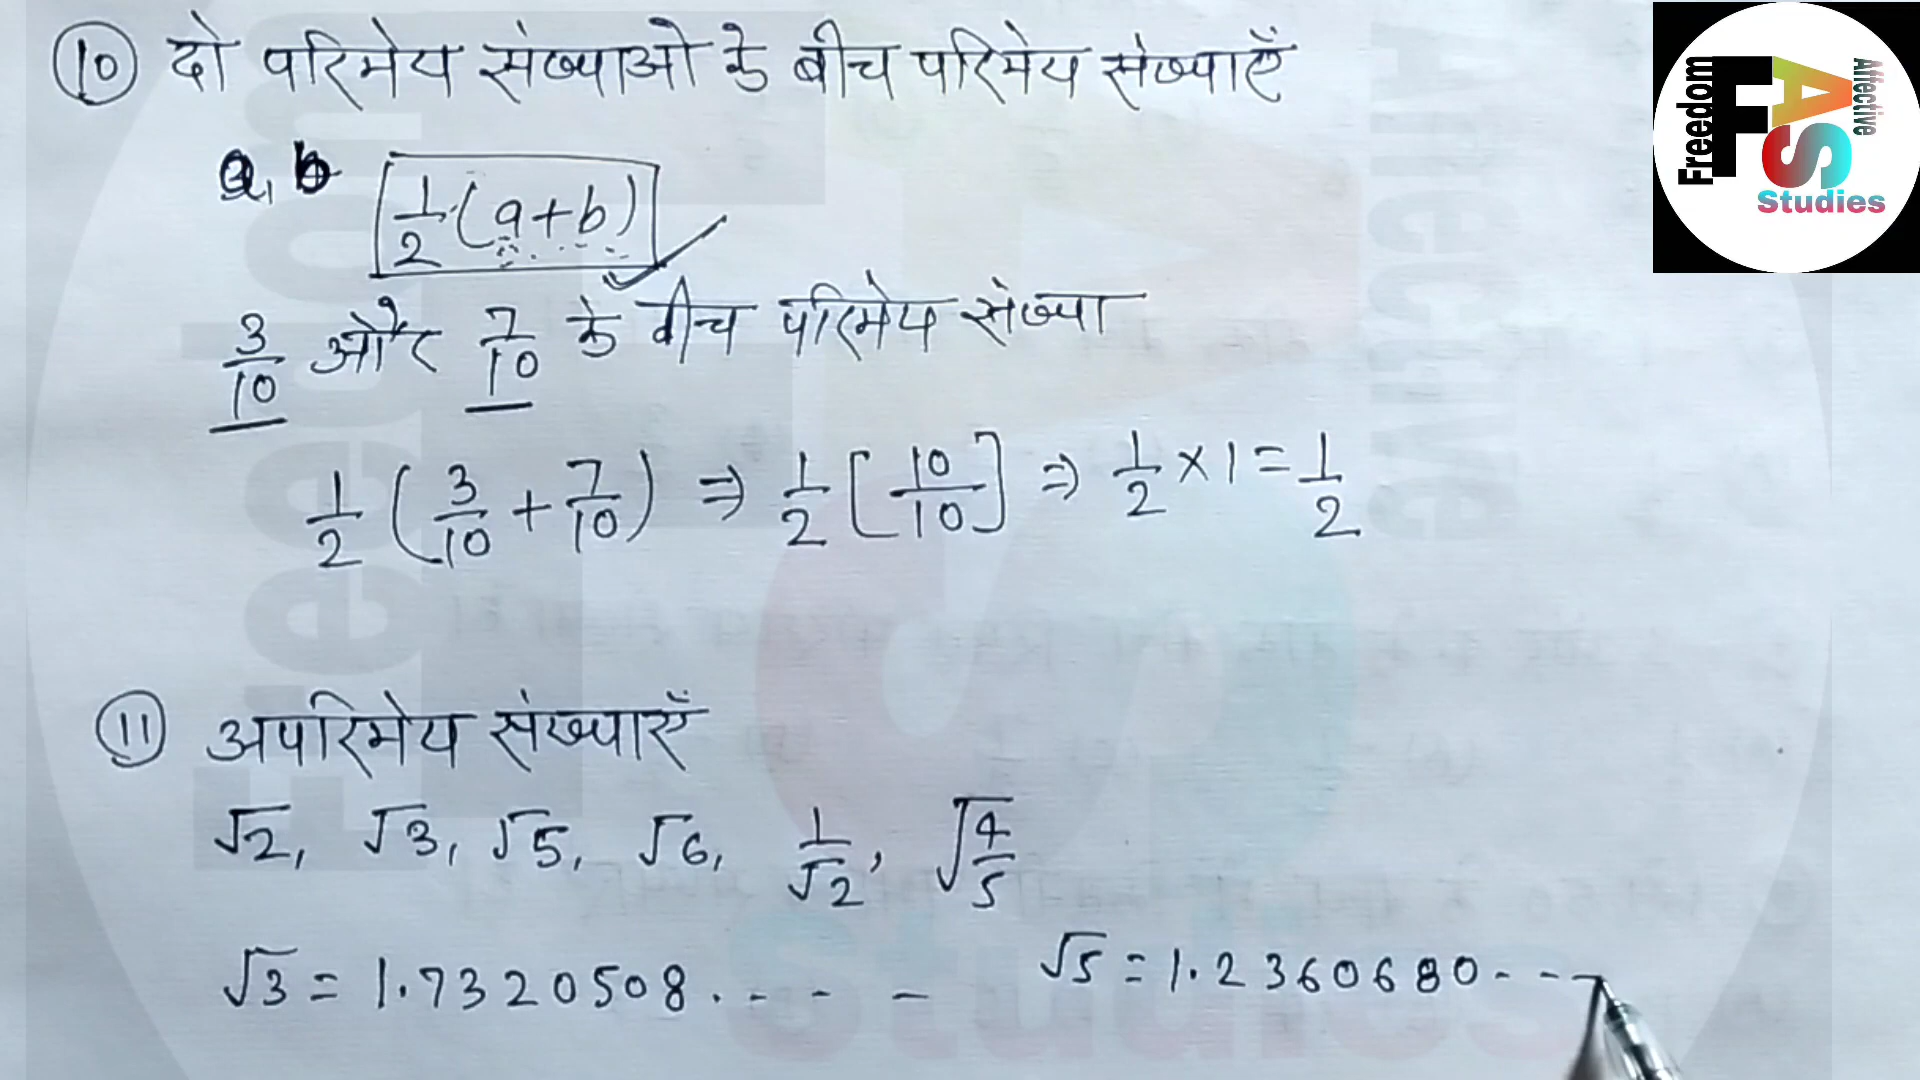 ⑩ दो परिमेय संख्याओ के बीच परिमेय संख्याएँ
a, b 1/2 (a+b)
3/10 और 7/10 के बीच परिमेय संख्या
1/2 (3/10 + 7/10) ⇒ 1/2 [10/10] ⇒ 1/2 × 1 = 1/2
⑪ अपरिमेय संख्याएँ
√2, √3, √5, √6, 1/√2, √4/5
√3 = 1.7320508. - - -
√5 = 1.2360680 - - -
Freedom
FAS
Affective
Studies